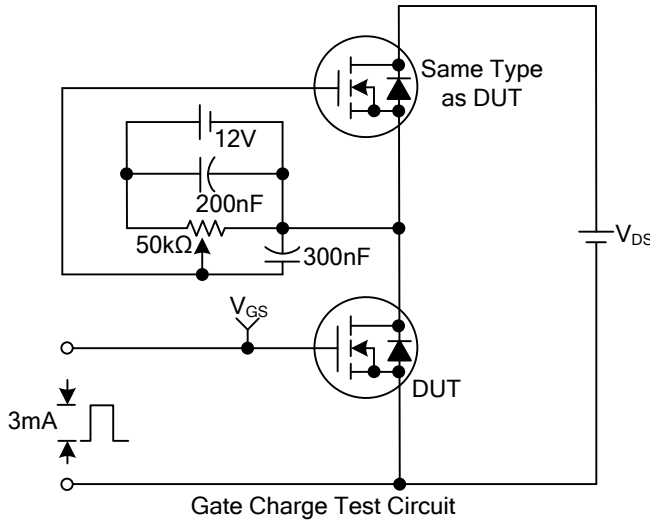 Same Type
as DUT
12V
200nF
50kΩ
300nF
VDS
VGS
DUT
3mA
Gate Charge Test Circuit